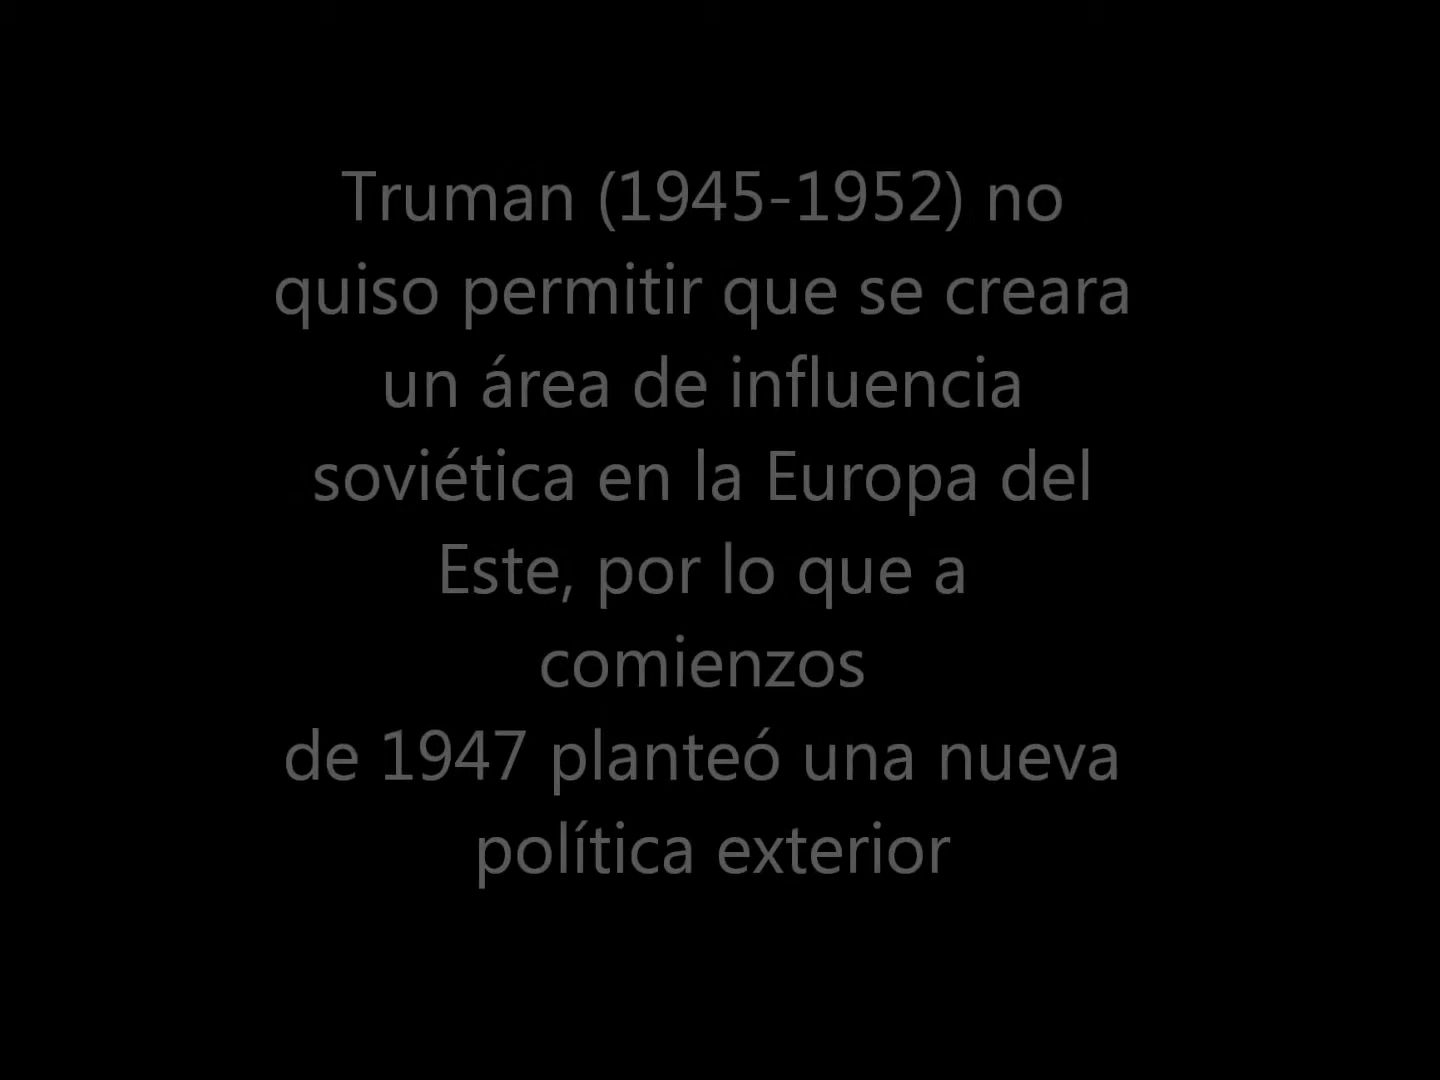 Truman (1945-1952) no
quiso permitir que se creara
un área de influencia
soviética en la Europa del
Este, por lo que a
comienzos
de 1947 planteó una nueva
política exterior